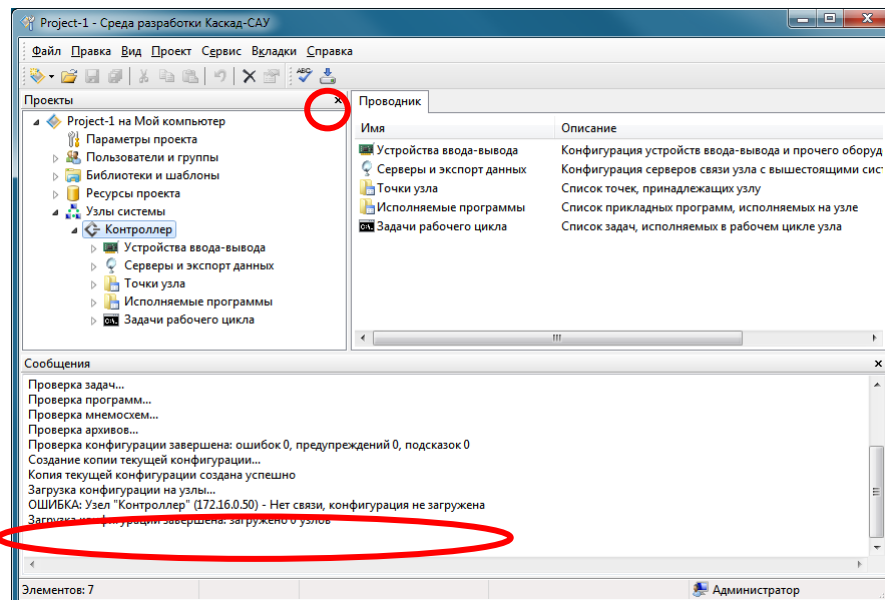 Project-1 - Среда разработки Каскад-САУ
Файл Правка Вид Проект Сервис Вкладки Справка
Проекты
Project-1 на Мой компьютер
Параметры проекта
Пользователи и группы
Библиотеки и шаблоны
Ресурсы проекта
Узлы системы
Контроллер
Устройства ввода-вывода
Серверы и экспорт данных
Точки узла
Исполняемые программы
Задачи рабочего цикла
Проводник
Имя Описание
Устройства ввода-вывода Конфигурация устройств ввода-вывода и прочего оборуд
Серверы и экспорт данных Конфигурация серверов связи узла с вышестоящими сис
Точки узла Список точек, принадлежащих узлу
Исполняемые программы Список прикладных программ, исполняемых на узле
Задачи рабочего цикла Список задач, исполняемых в рабочем цикле узла
Сообщения
Проверка задач...
Проверка программ...
Проверка мнемосхем...
Проверка архивов...
Проверка конфигурации завершена: ошибок 0, предупреждений 0, подсказок 0
Создание копии текущей конфигурации...
Копия текущей конфигурации создана успешно
Загрузка конфигурации на узлы...
ОШИБКА: Узел "Контроллер" (172.16.0.50) - Нет связи, конфигурация не загружена
Загрузка конфигурации завершена: загружено 0 узлов
Элементов: 7
Администратор